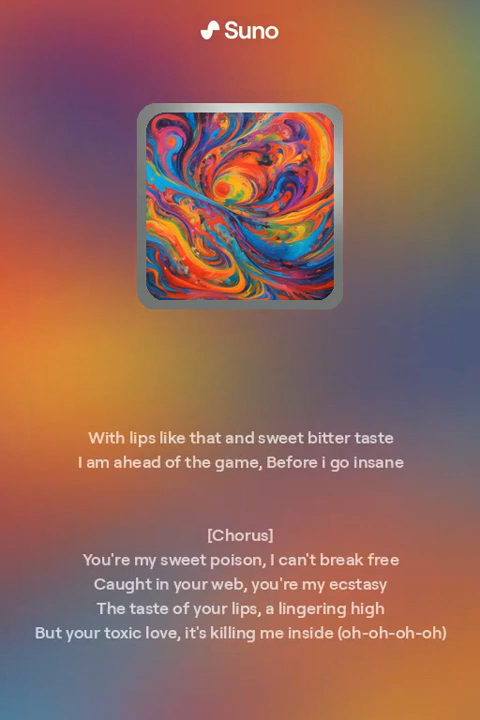 Suno
With lips like that and sweet bitter taste
I am ahead of the game, Before i go insane
[Chorus]
You're my sweet poison, I can't break free
Caught in your web, you're my ecstasy
The taste of your lips, a lingering high
But your toxic love, it's killing me inside (oh-oh-oh-oh)